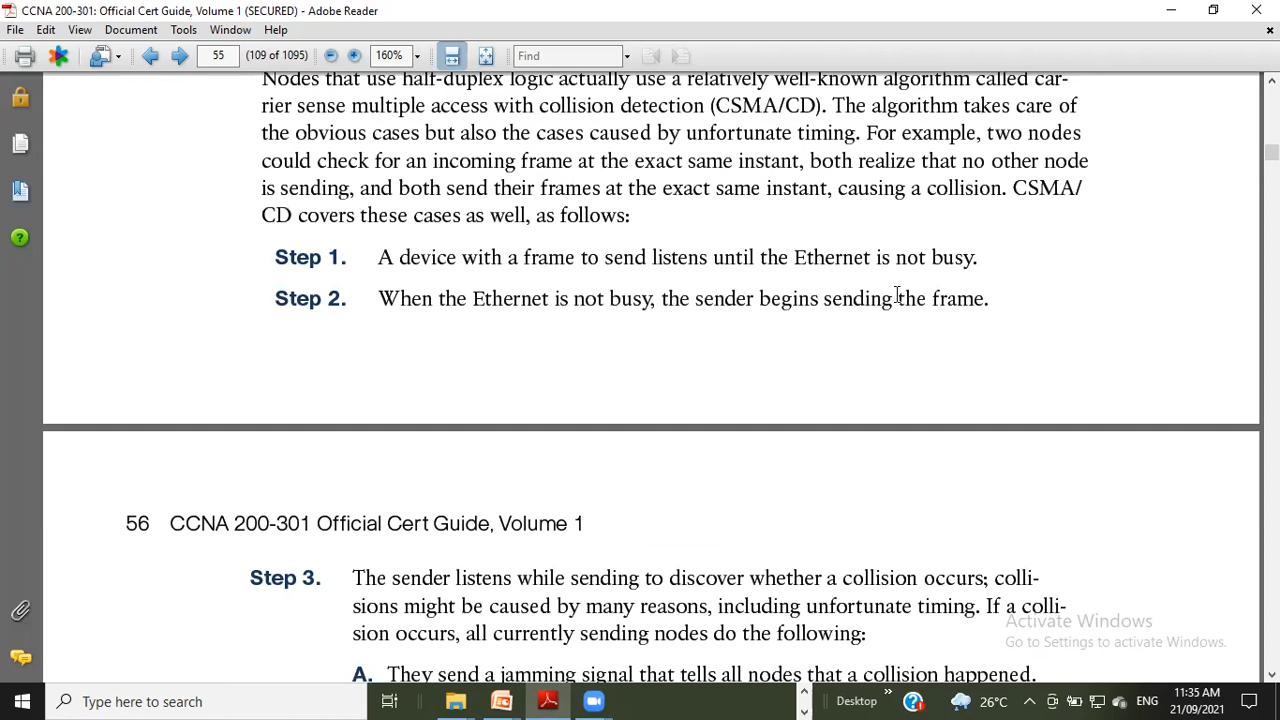 CCNA 200-301: Official Cert Guide, Volume 1 (SECURED) - Adobe Reader
File Edit View Document Tools Window Help
55 (109 of 1095) 160% Find
Nodes that use half-duplex logic actually use a relatively well-known algorithm called car-
rier sense multiple access with collision detection (CSMA/CD). The algorithm takes care of
the obvious cases but also the cases caused by unfortunate timing. For example, two nodes
could check for an incoming frame at the exact same instant, both realize that no other node
is sending, and both send their frames at the exact same instant, causing a collision. CSMA/
CD covers these cases as well, as follows:
Step 1. A device with a frame to send listens until the Ethernet is not busy.
Step 2. When the Ethernet is not busy, the sender begins sending the frame.
56 CCNA 200-301 Official Cert Guide, Volume 1
Step 3. The sender listens while sending to discover whether a collision occurs; colli-
sions might be caused by many reasons, including unfortunate timing. If a colli-
sion occurs, all currently sending nodes do the following:
A. They send a jamming signal that tells all nodes that a collision happened.
Activate Windows
Go to Settings to activate Windows.
Type here to search
Desktop
26°C
ENG
11:35 AM
21/09/2021